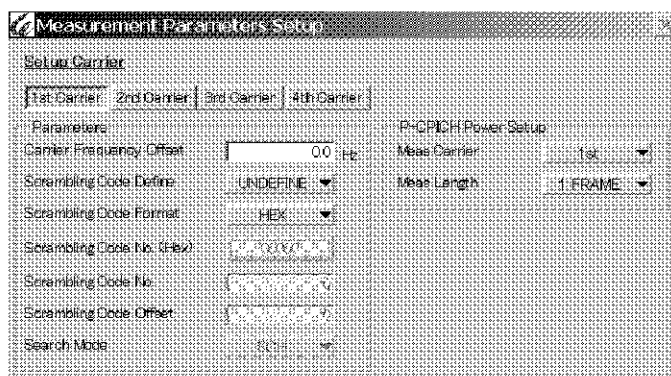 Measurement Parameters Setup
Setup Carrier
1st Carrier 2nd Carrier 3rd Carrier 4th Carrier
Parameters
Carrier Frequency Offset 0.0 Hz
Scrambling Code Define UNDEFINE
Scrambling Code Format HEX
Scrambling Code No. (Hex)
Scrambling Code No.
Scrambling Code Offset
Search Mode SCH
P-CPICH Power Setup
Meas Carrier 1st
Meas Length 1 FRAME